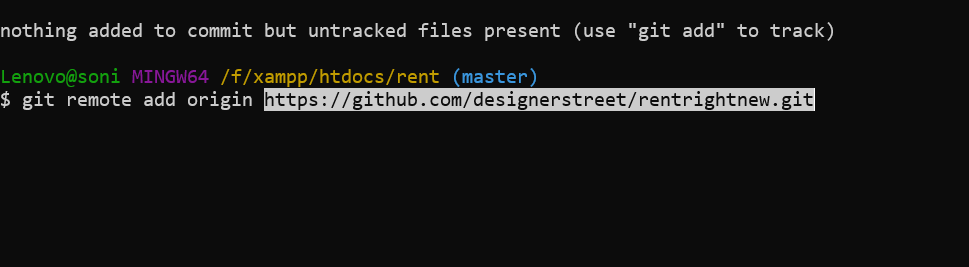 nothing added to commit but untracked files present (use "git add" to track)
Lenovo@soni MINGW64 /f/xampp/htdocs/rent (master)
$ git remote add origin https://github.com/designerstreet/rentrightnew.git